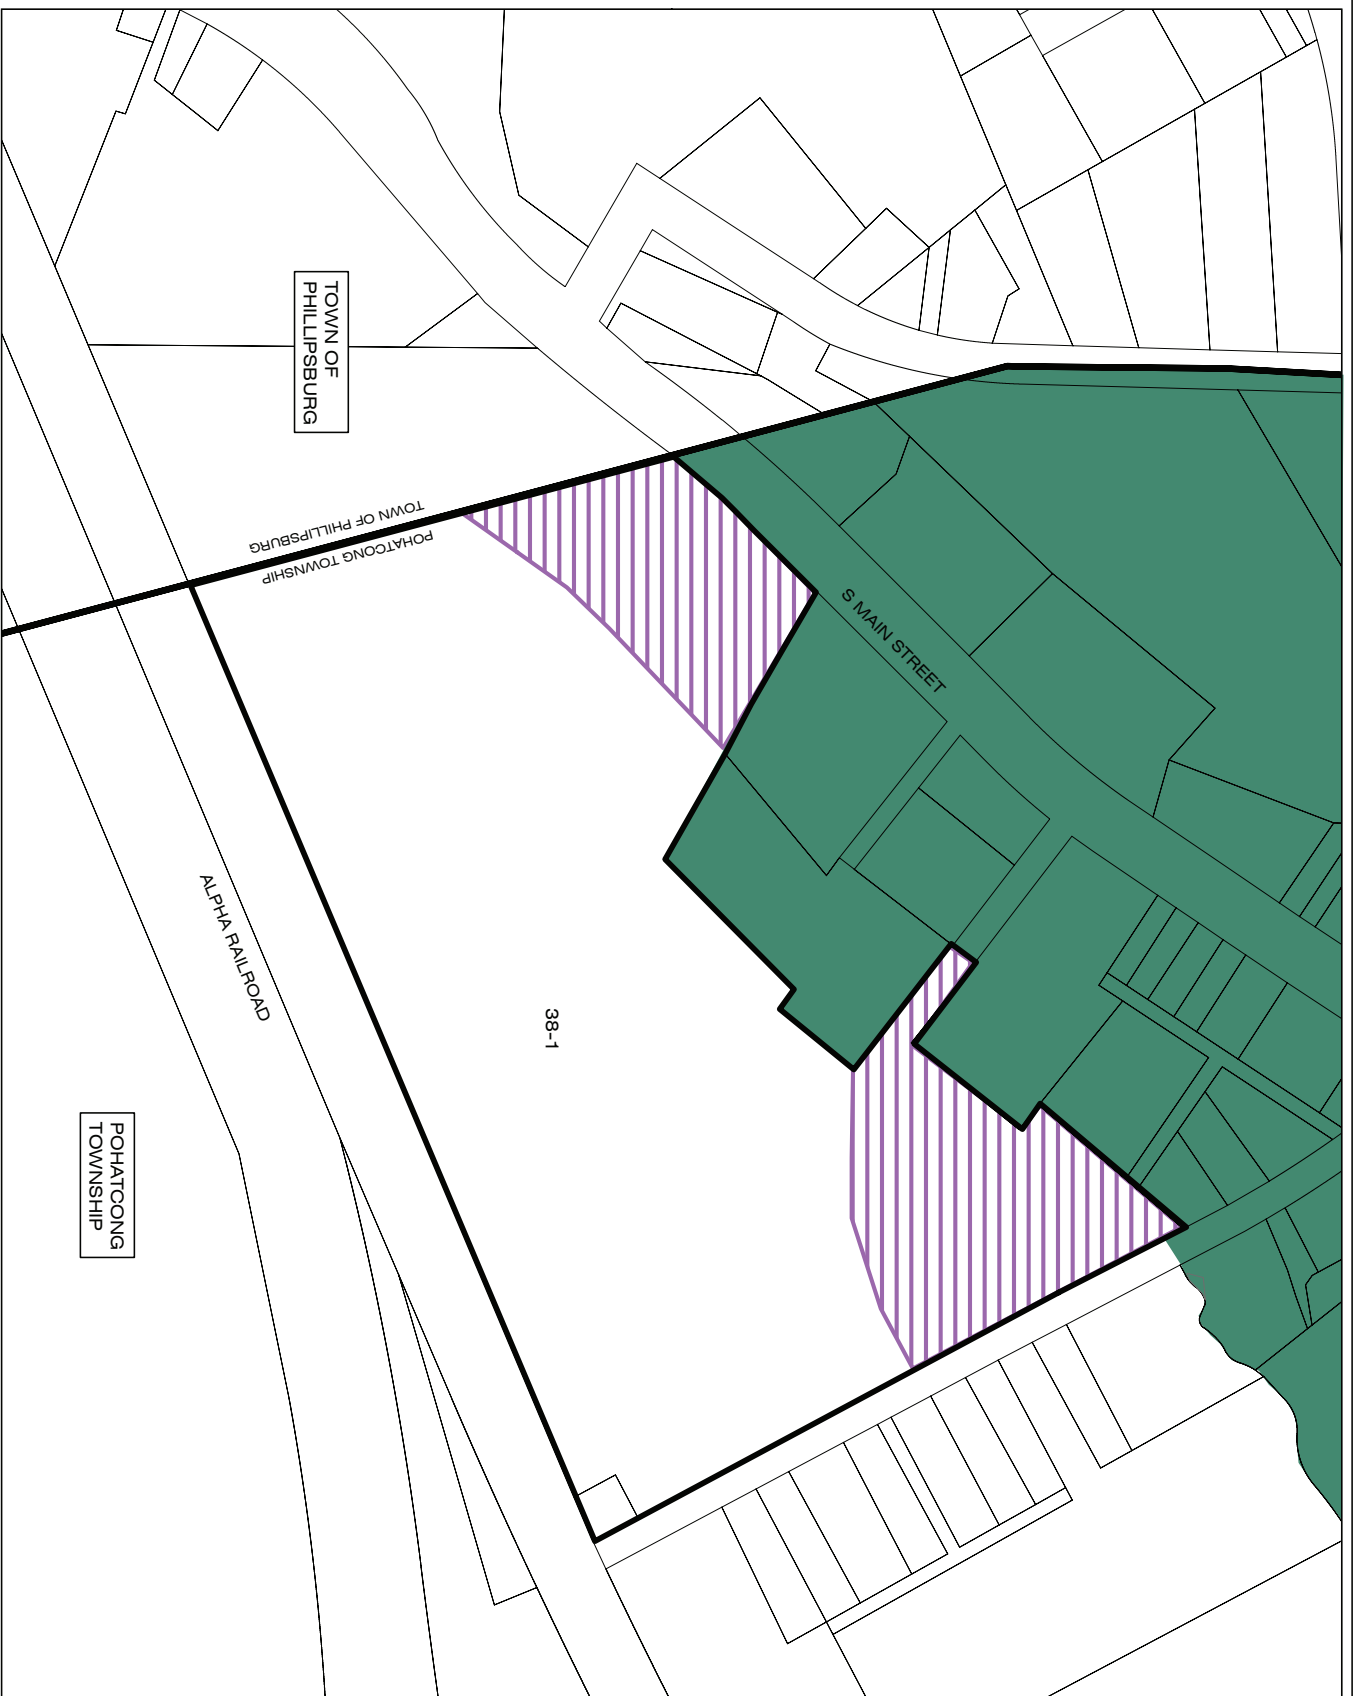 TOWN OF
PHILLIPSBURG
TOWN OF PHILLIPSBURG
POHATCONG TOWNSHIP
S MAIN STREET
ALPHA RAILROAD
38-1
POHATCONG
TOWNSHIP